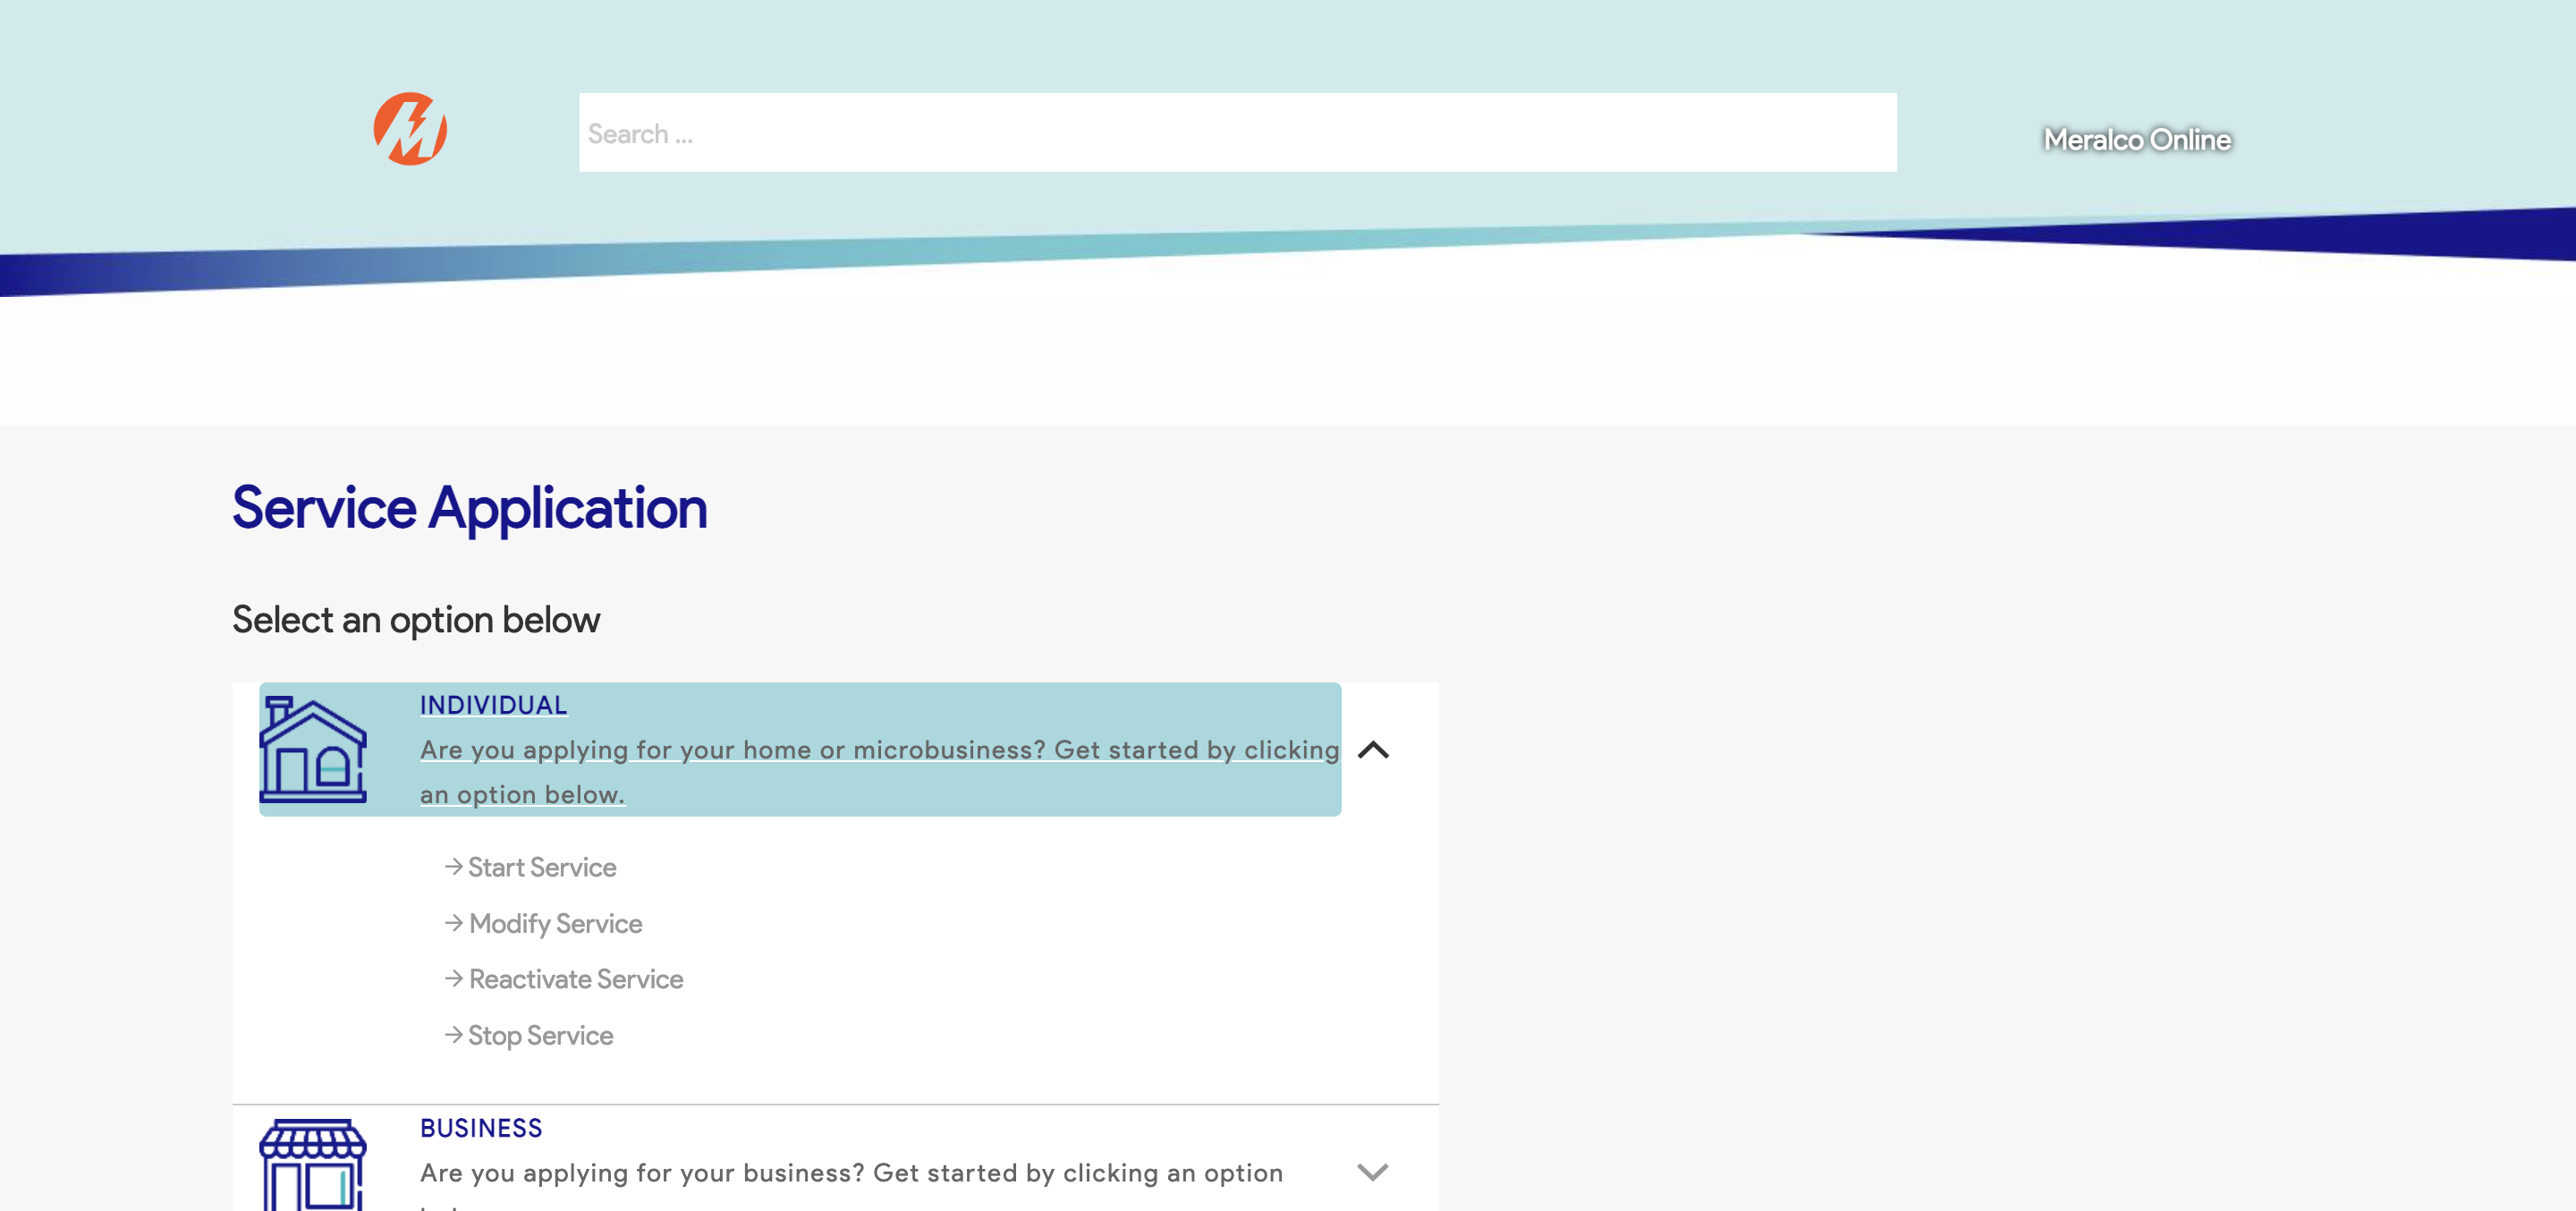 Search ...
Meralco Online
Service Application
Select an option below
INDIVIDUAL
Are you applying for your home or microbusiness? Get started by clicking
an option below.
→ Start Service
→ Modify Service
→ Reactivate Service
→ Stop Service
BUSINESS
Are you applying for your business? Get started by clicking an option